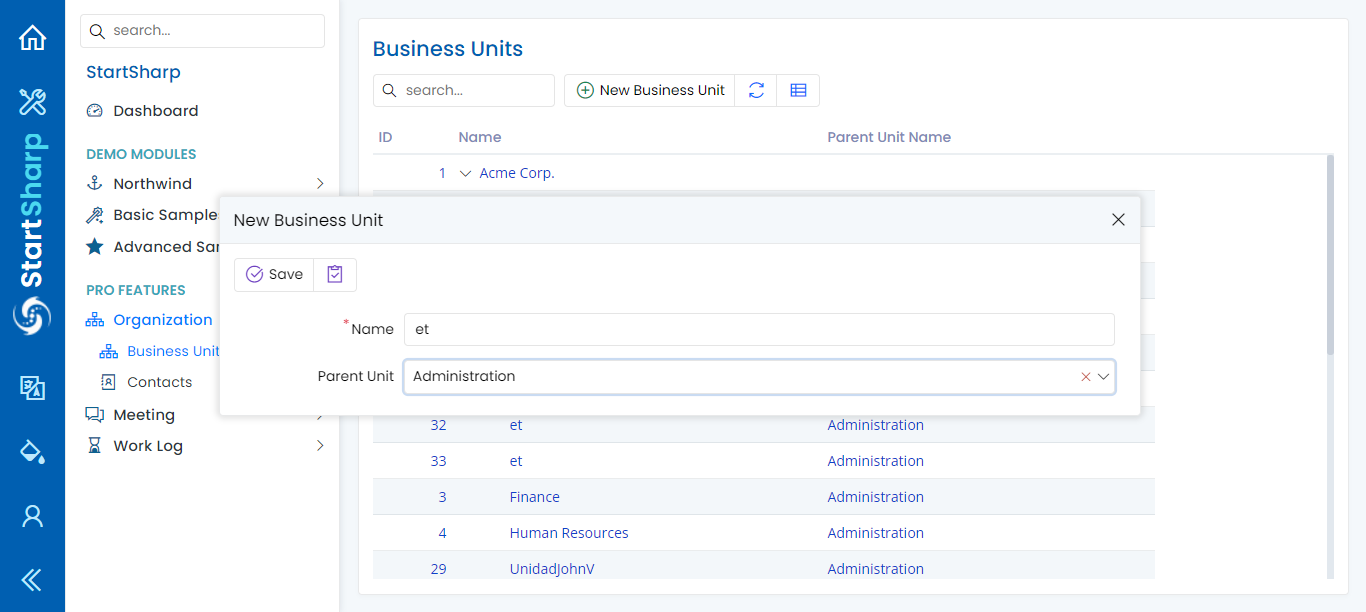 StartSharp
search...
StartSharp
Dashboard
DEMO MODULES
Northwind
Basic Sample
Advanced Sa
PRO FEATURES
Organization
Business Unit
Contacts
Meeting
Work Log
Business Units
search...
New Business Unit
ID Name Parent Unit Name
1 Acme Corp.
New Business Unit
Save
*Name et
Parent Unit Administration
32 et Administration
33 et Administration
3 Finance Administration
4 Human Resources Administration
29 UnidadJohnV Administration